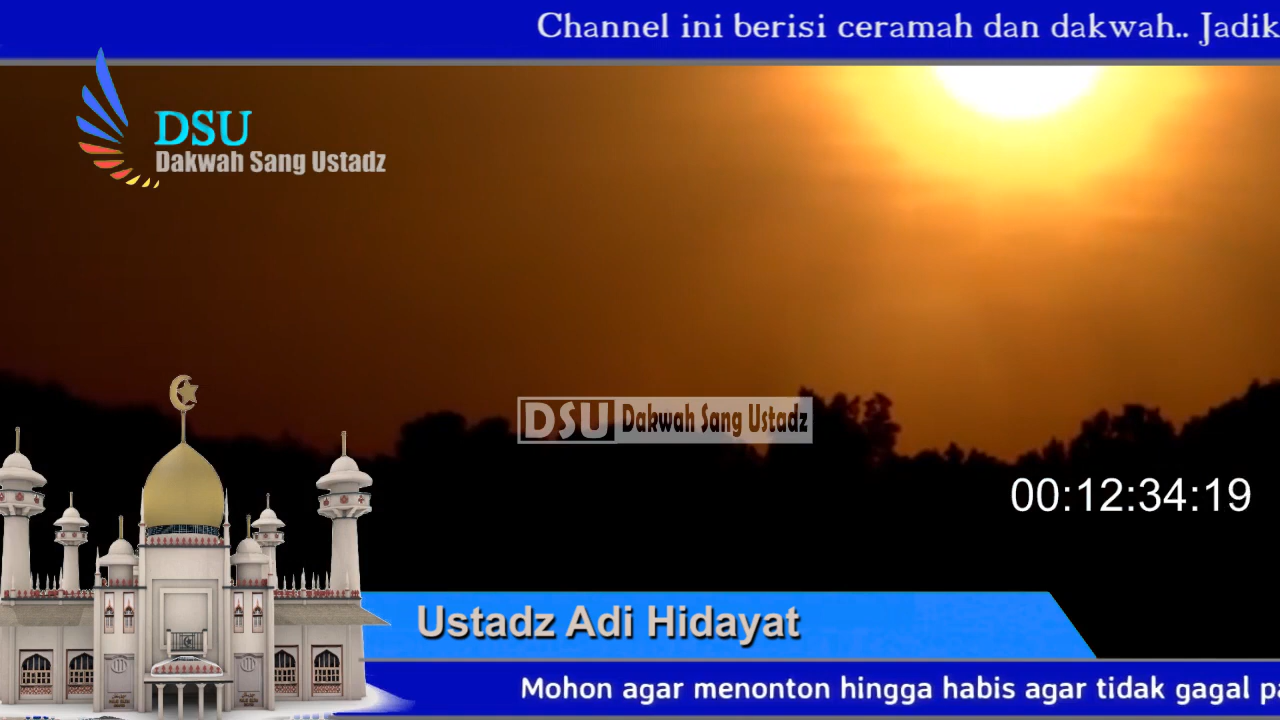 Channel ini berisi ceramah dan dakwah.. Jadik
DSU
Dakwah Sang Ustadz
DSU Dakwah Sang Ustadz
00:12:34:19
Ustadz Adi Hidayat
Mohon agar menonton hingga habis agar tidak gagal pa